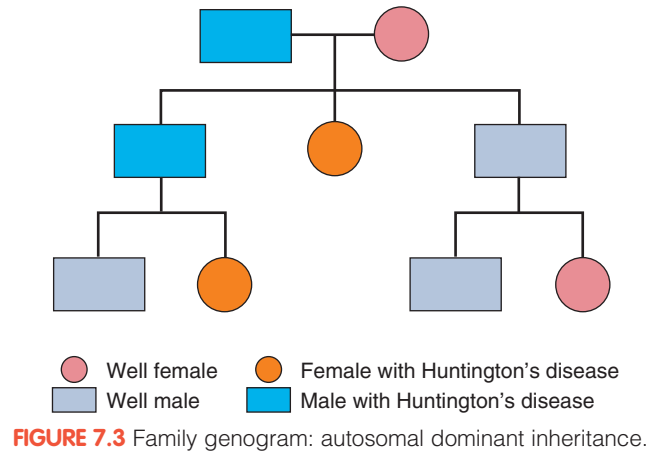 Well female
Female with Huntington's disease
Well male
Male with Huntington's disease
FIGURE 7.3 Family genogram: autosomal dominant inheritance.